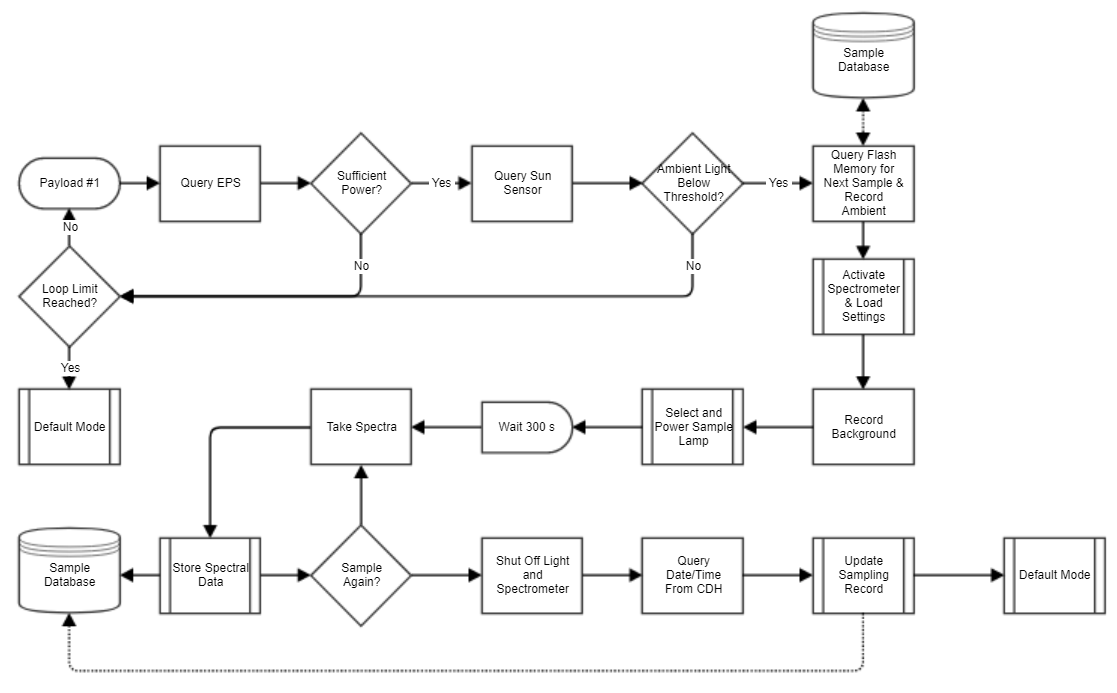 Sample
Database
Payload #1
Query EPS
Sufficient
Power?
Yes
Query Sun
Sensor
Ambient Light
Below
Threshold?
Yes
Query Flash
Memory for
Next Sample &
Record
Ambient
No
No
No
Loop Limit
Reached?
Activate
Spectrometer
& Load
Settings
Yes
Default Mode
Take Spectra
Wait 300 s
Select and
Power Sample
Lamp
Record
Background
Sample
Database
Store Spectral
Data
Sample
Again?
Shut Off Light
and
Spectrometer
Query
Date/Time
From CDH
Update
Sampling
Record
Default Mode